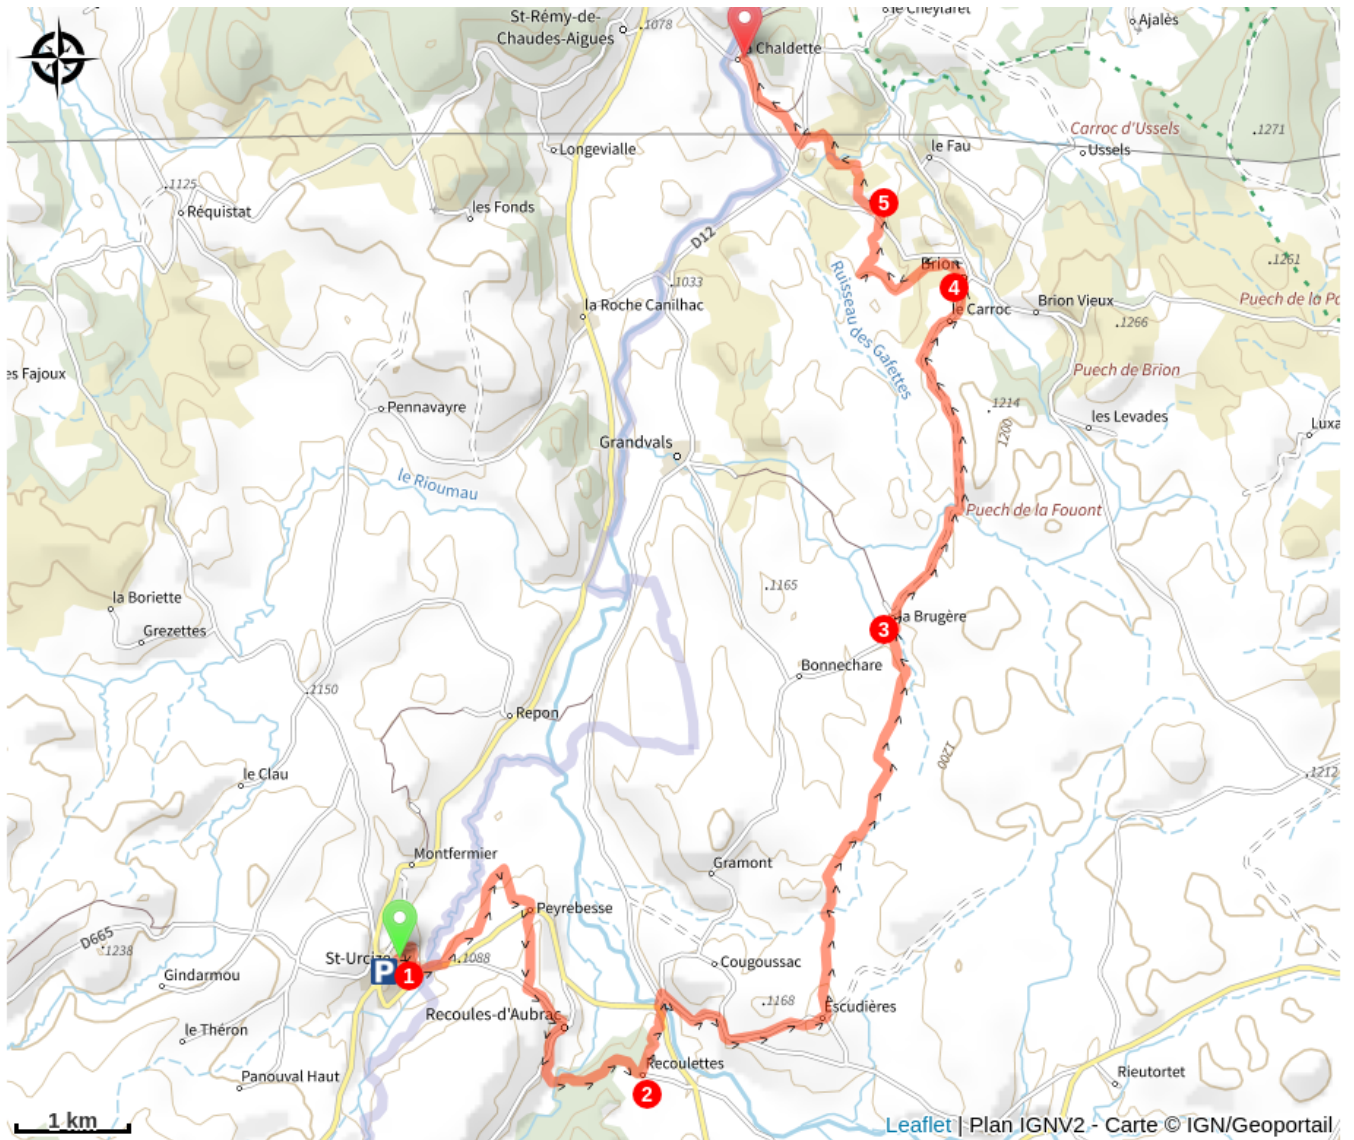 le Cheylaret
St-Rémy-de-
Chaudes-Aigues
1078
Ajalès
la Chaldette
Carroc d'Ussels
1271
le Fau
Ussels
Longevialle
1125
Réquistat
les Fonds
5
D12
1261
Brion
1033
4
Brion Vieux
Puech de la Pa
la Roche Canilhac
le Carroc
1266
Ruisseau des Gafettes
es Fajoux
Puech de Brion
Pennavayre
1214
les Levades
Luxa
1200
Grandvals
le Rioumau
Puech de la Fouont
1165
la Boriette
Grezettes
la Brugère
3
Bonnechare
1150
Repon
1200
le Clau
1212
Montfermier
Gramont
Peyrebesse
D665
1238
St-Urcize
1088
Cougoussac
P
1
Gindarmou
1168
Escudières
Recoules-d'Aubrac
le Théron
Recoulettes
Panouval Haut
Rieutortet
2
1 km
Leaflet | Plan IGNV2 - Carte © IGN/Geoportail